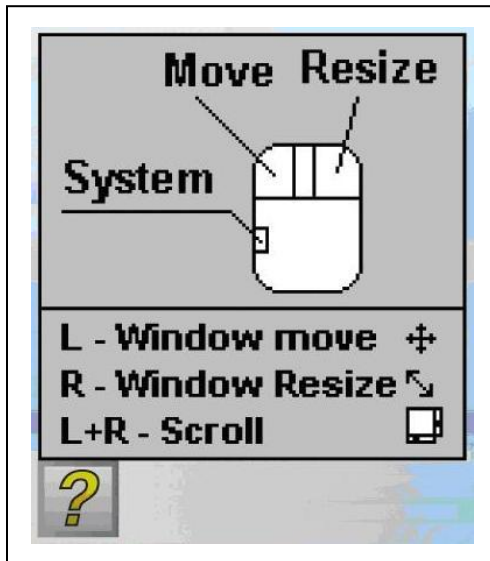 Move Resize
System
L - Window move
R - Window Resize
L+R - Scroll
?